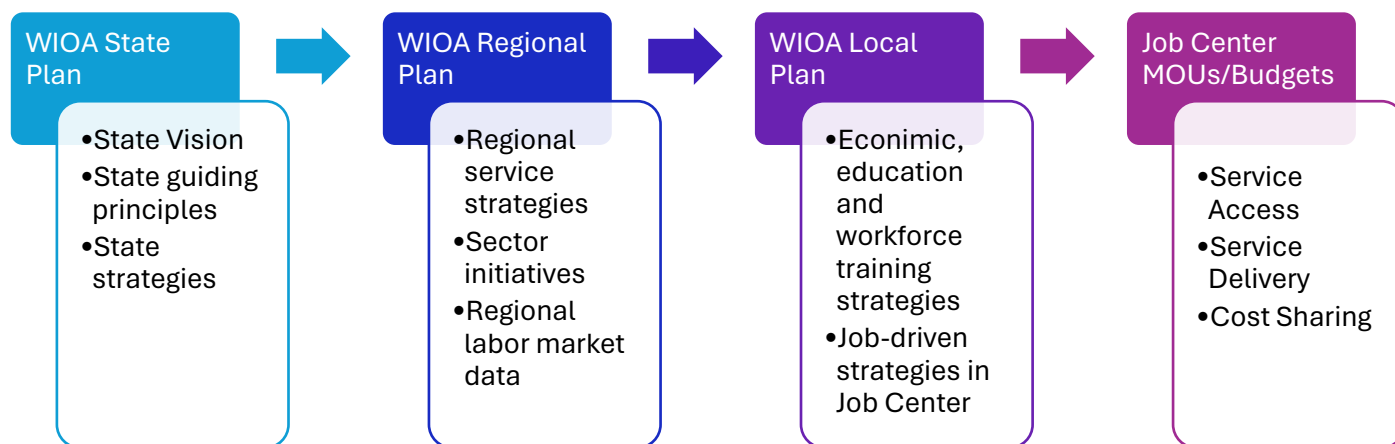 WIOA State
Plan
•State Vision
•State guiding
principles
•State
strategies
WIOA Regional
Plan
•Regional
service
strategies
•Sector
initiatives
•Regional
labor market
data
WIOA Local
Plan
•Econimic,
education
and
workforce
training
strategies
•Job-driven
strategies in
Job Center
Job Center
MOUs/Budgets
•Service
Access
•Service
Delivery
•Cost Sharing